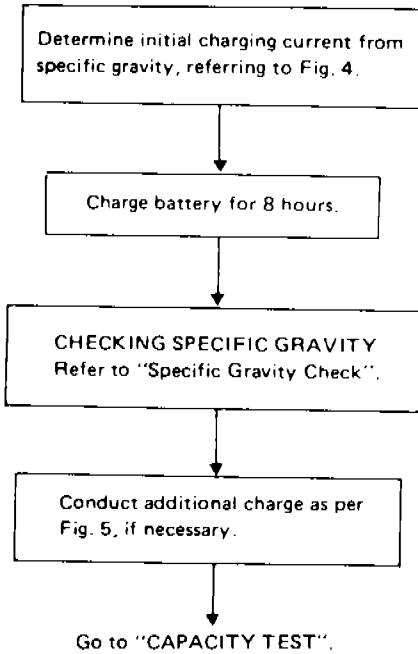 Determine initial charging current from
specific gravity, referring to Fig. 4.
Charge battery for 8 hours.
CHECKING SPECIFIC GRAVITY
Refer to "Specific Gravity Check".
Conduct additional charge as per
Fig. 5, if necessary.
Go to "CAPACITY TEST".